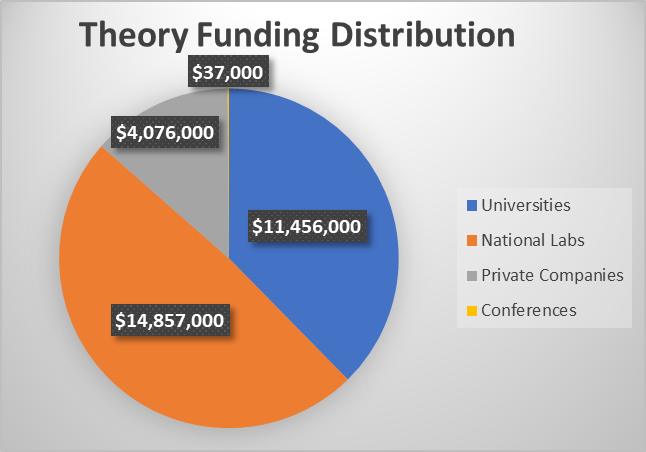 Theory Funding Distribution
$37,000
$4,076,000
$11,456,000
$14,857,000
Universities
National Labs
Private Companies
Conferences